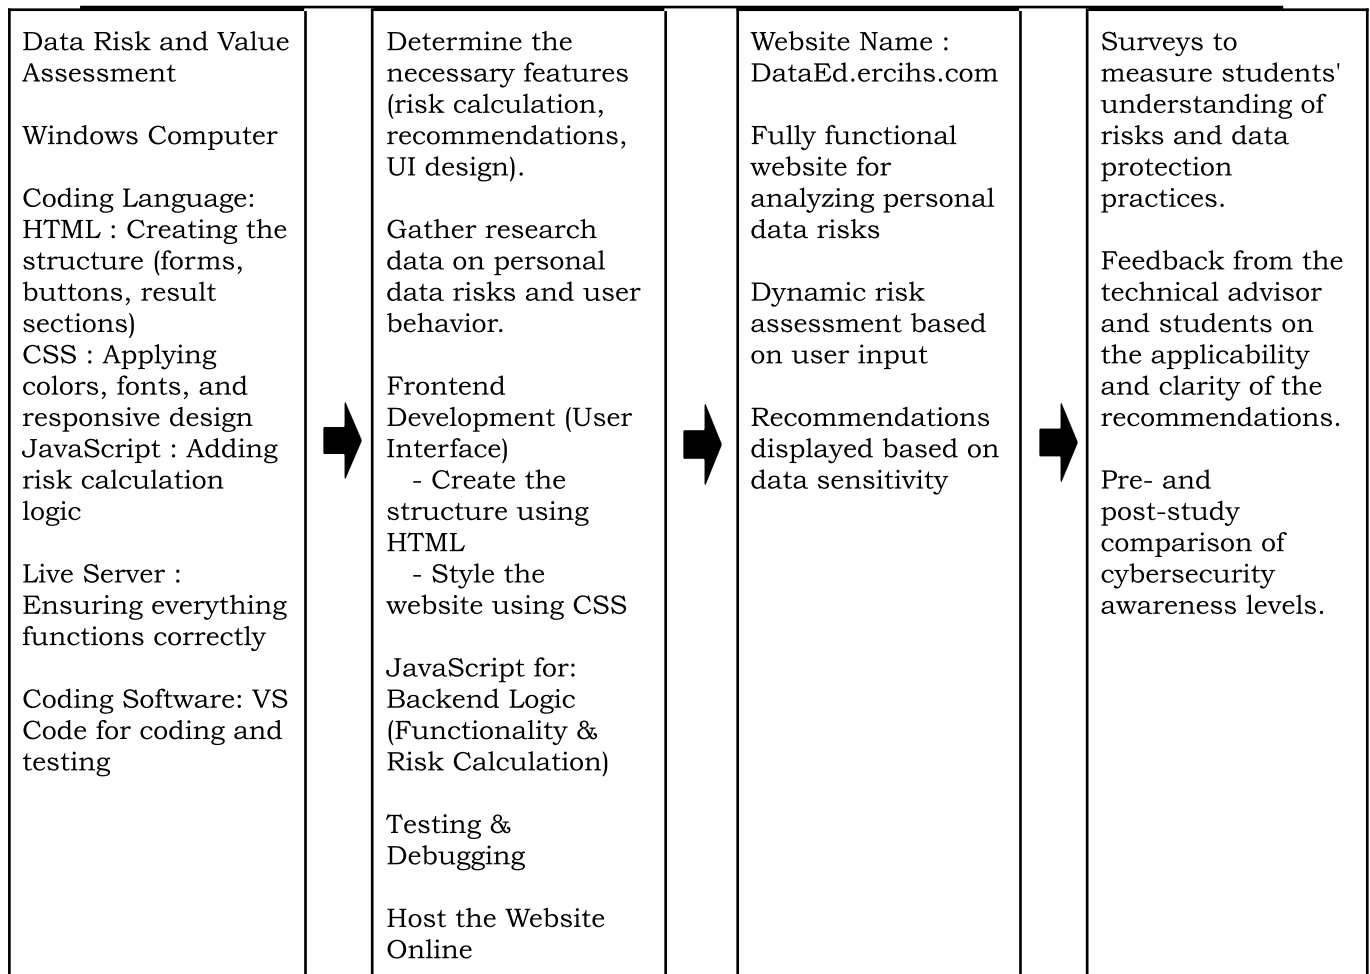 Data Risk and Value
Assessment
Windows Computer
Coding Language:
HTML : Creating the
structure (forms,
buttons, result
sections)
CSS : Applying
colors, fonts, and
responsive design
JavaScript : Adding
risk calculation
logic
Live Server :
Ensuring everything
functions correctly
Coding Software: VS
Code for coding and
testing
Determine the
necessary features
(risk calculation,
recommendations,
UI design).
Gather research
data on personal
data risks and user
behavior.
Frontend
Development (User
Interface)
- Create the
structure using
HTML
- Style the
website using CSS
JavaScript for:
Backend Logic
(Functionality &
Risk Calculation)
Testing &
Debugging
Host the Website
Online
Website Name :
DataEd.ercihs.com
Fully functional
website for
analyzing personal
data risks
Dynamic risk
assessment based
on user input
Recommendations
displayed based on
data sensitivity
Surveys to
measure students'
understanding of
risks and data
protection
practices.
Feedback from the
technical advisor
and students on
the applicability
and clarity of the
recommendations.
Pre- and
post-study
comparison of
cybersecurity
awareness levels.